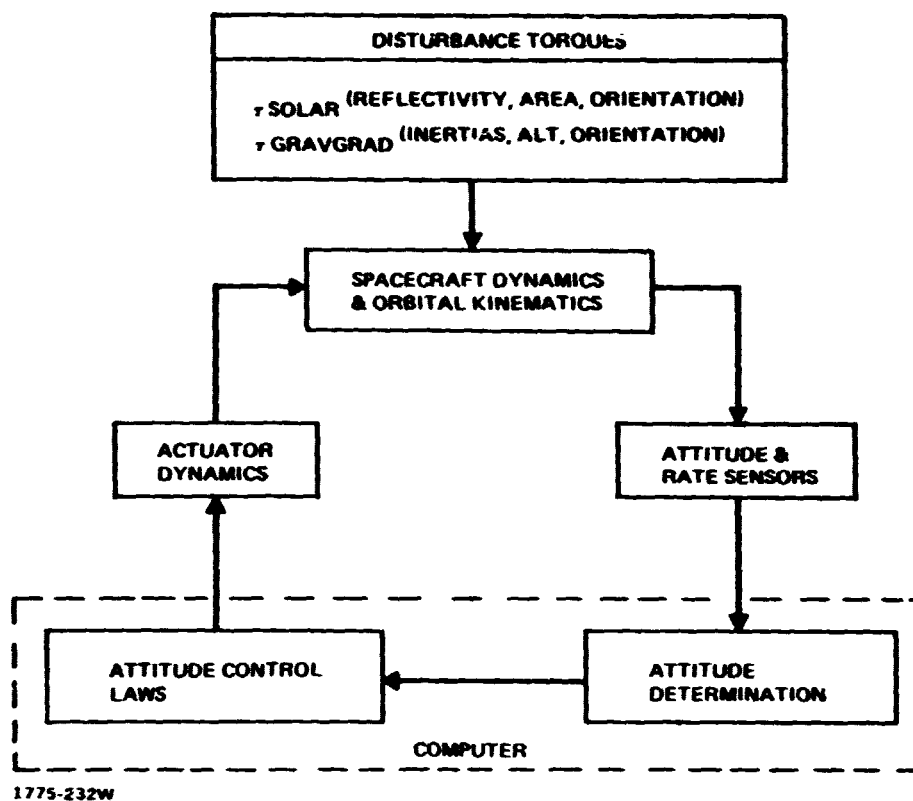 DISTURBANCE TORQUES
τ SOLAR (REFLECTIVITY, AREA, ORIENTATION)
τ GRAVGRAD (INERTIAS, ALT, ORIENTATION)
SPACECRAFT DYNAMICS
& ORBITAL KINEMATICS
ACTUATOR
DYNAMICS
ATTITUDE &
RATE SENSORS
ATTITUDE CONTROL
LAWS
ATTITUDE
DETERMINATION
COMPUTER
1775-232W